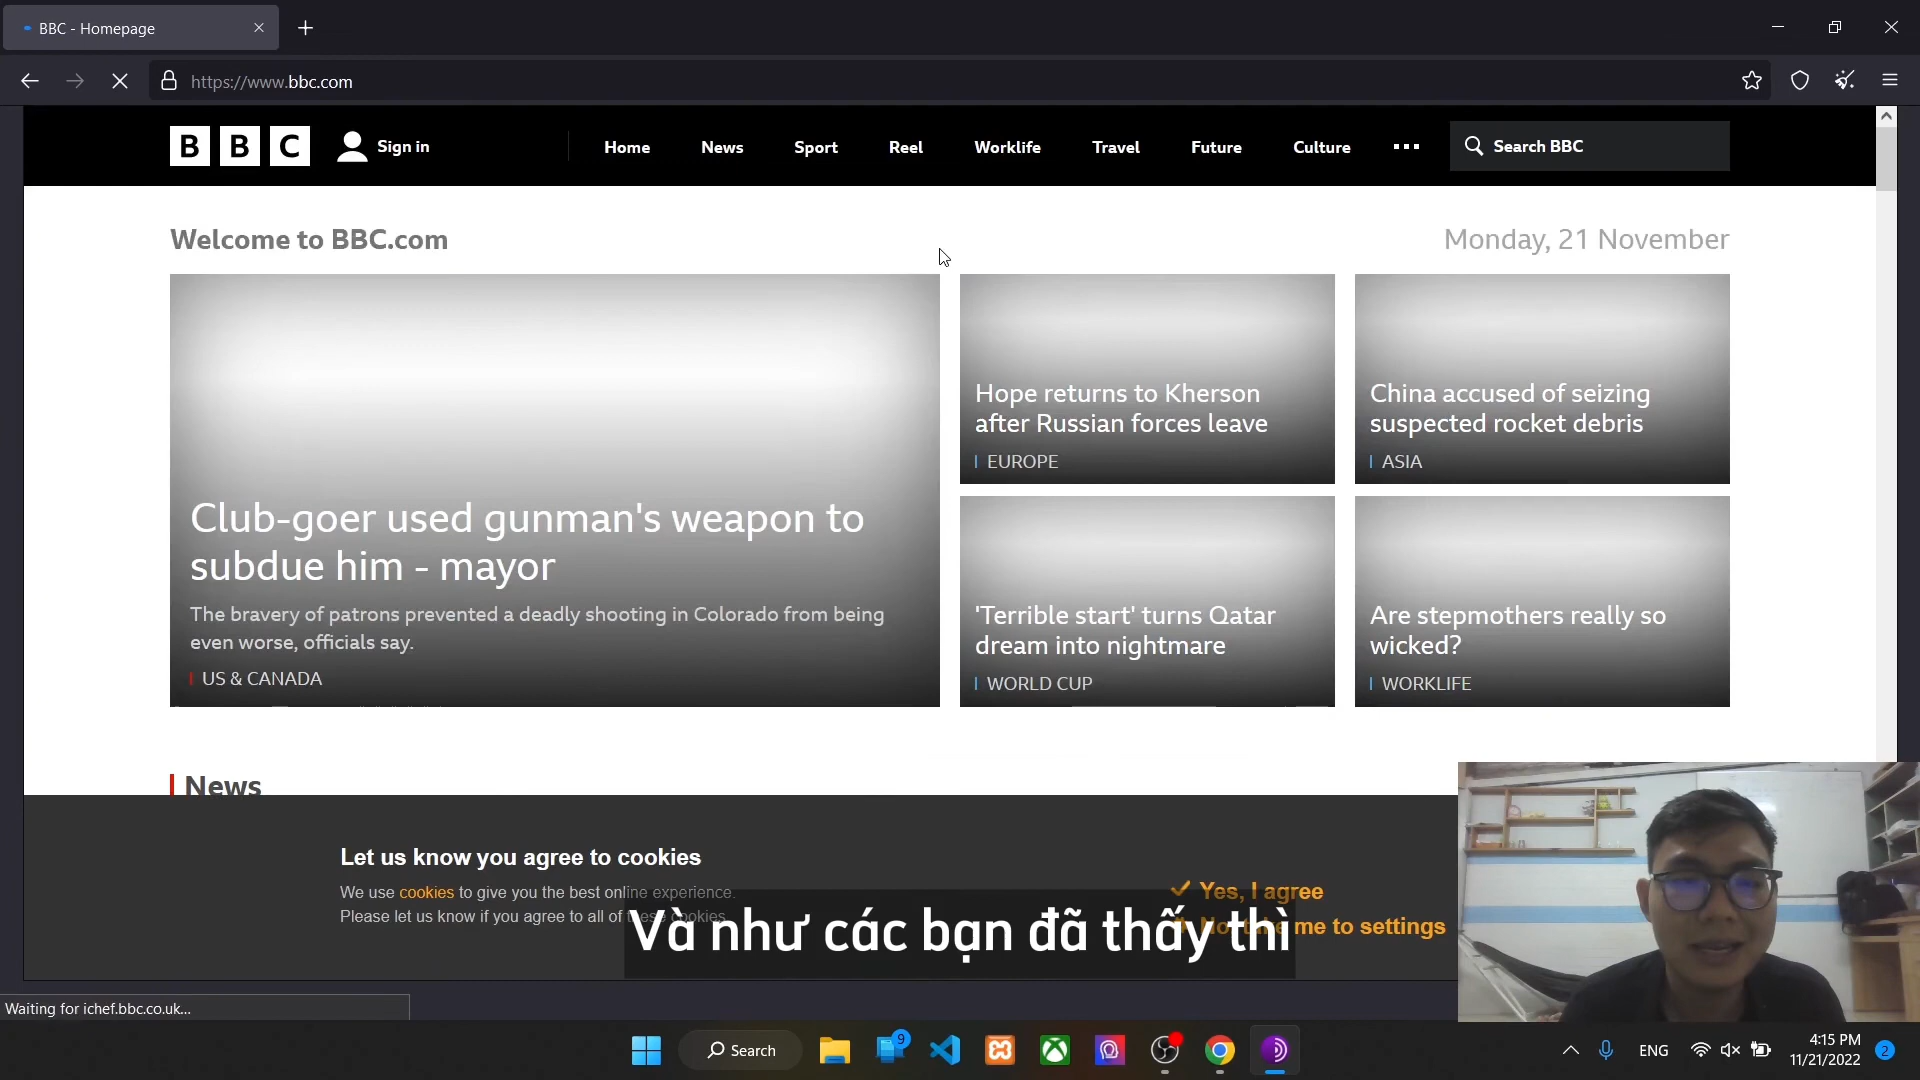 BBC - Homepage
https://www.bbc.com
BBC
Sign in
Home
News
Sport
Reel
Worklife
Travel
Future
Culture
Search BBC
Welcome to BBC.com
Monday, 21 November
Club-goer used gunman's weapon to
subdue him - mayor
The bravery of patrons prevented a deadly shooting in Colorado from being
even worse, officials say.
US & CANADA
Hope returns to Kherson
after Russian forces leave
EUROPE
China accused of seizing
suspected rocket debris
ASIA
'Terrible start' turns Qatar
dream into nightmare
WORLD CUP
Are stepmothers really so
wicked?
WORKLIFE
News
Let us know you agree to cookies
We use cookies to give you the best online experience.
Please let us know if you agree to all of these cookies.
Yes, I agree
No, take me to settings
Và như các bạn đã thấy thì
Waiting for ichef.bbc.co.uk...
Search
9
ENG
4:15 PM
11/21/2022
2